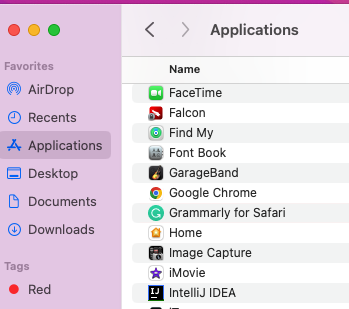 Applications
Favorites
AirDrop
Recents
Applications
Desktop
Documents
Downloads
Tags
Red
Name
FaceTime
Falcon
Find My
Font Book
GarageBand
Google Chrome
Grammarly for Safari
Home
Image Capture
iMovie
IntelliJ IDEA